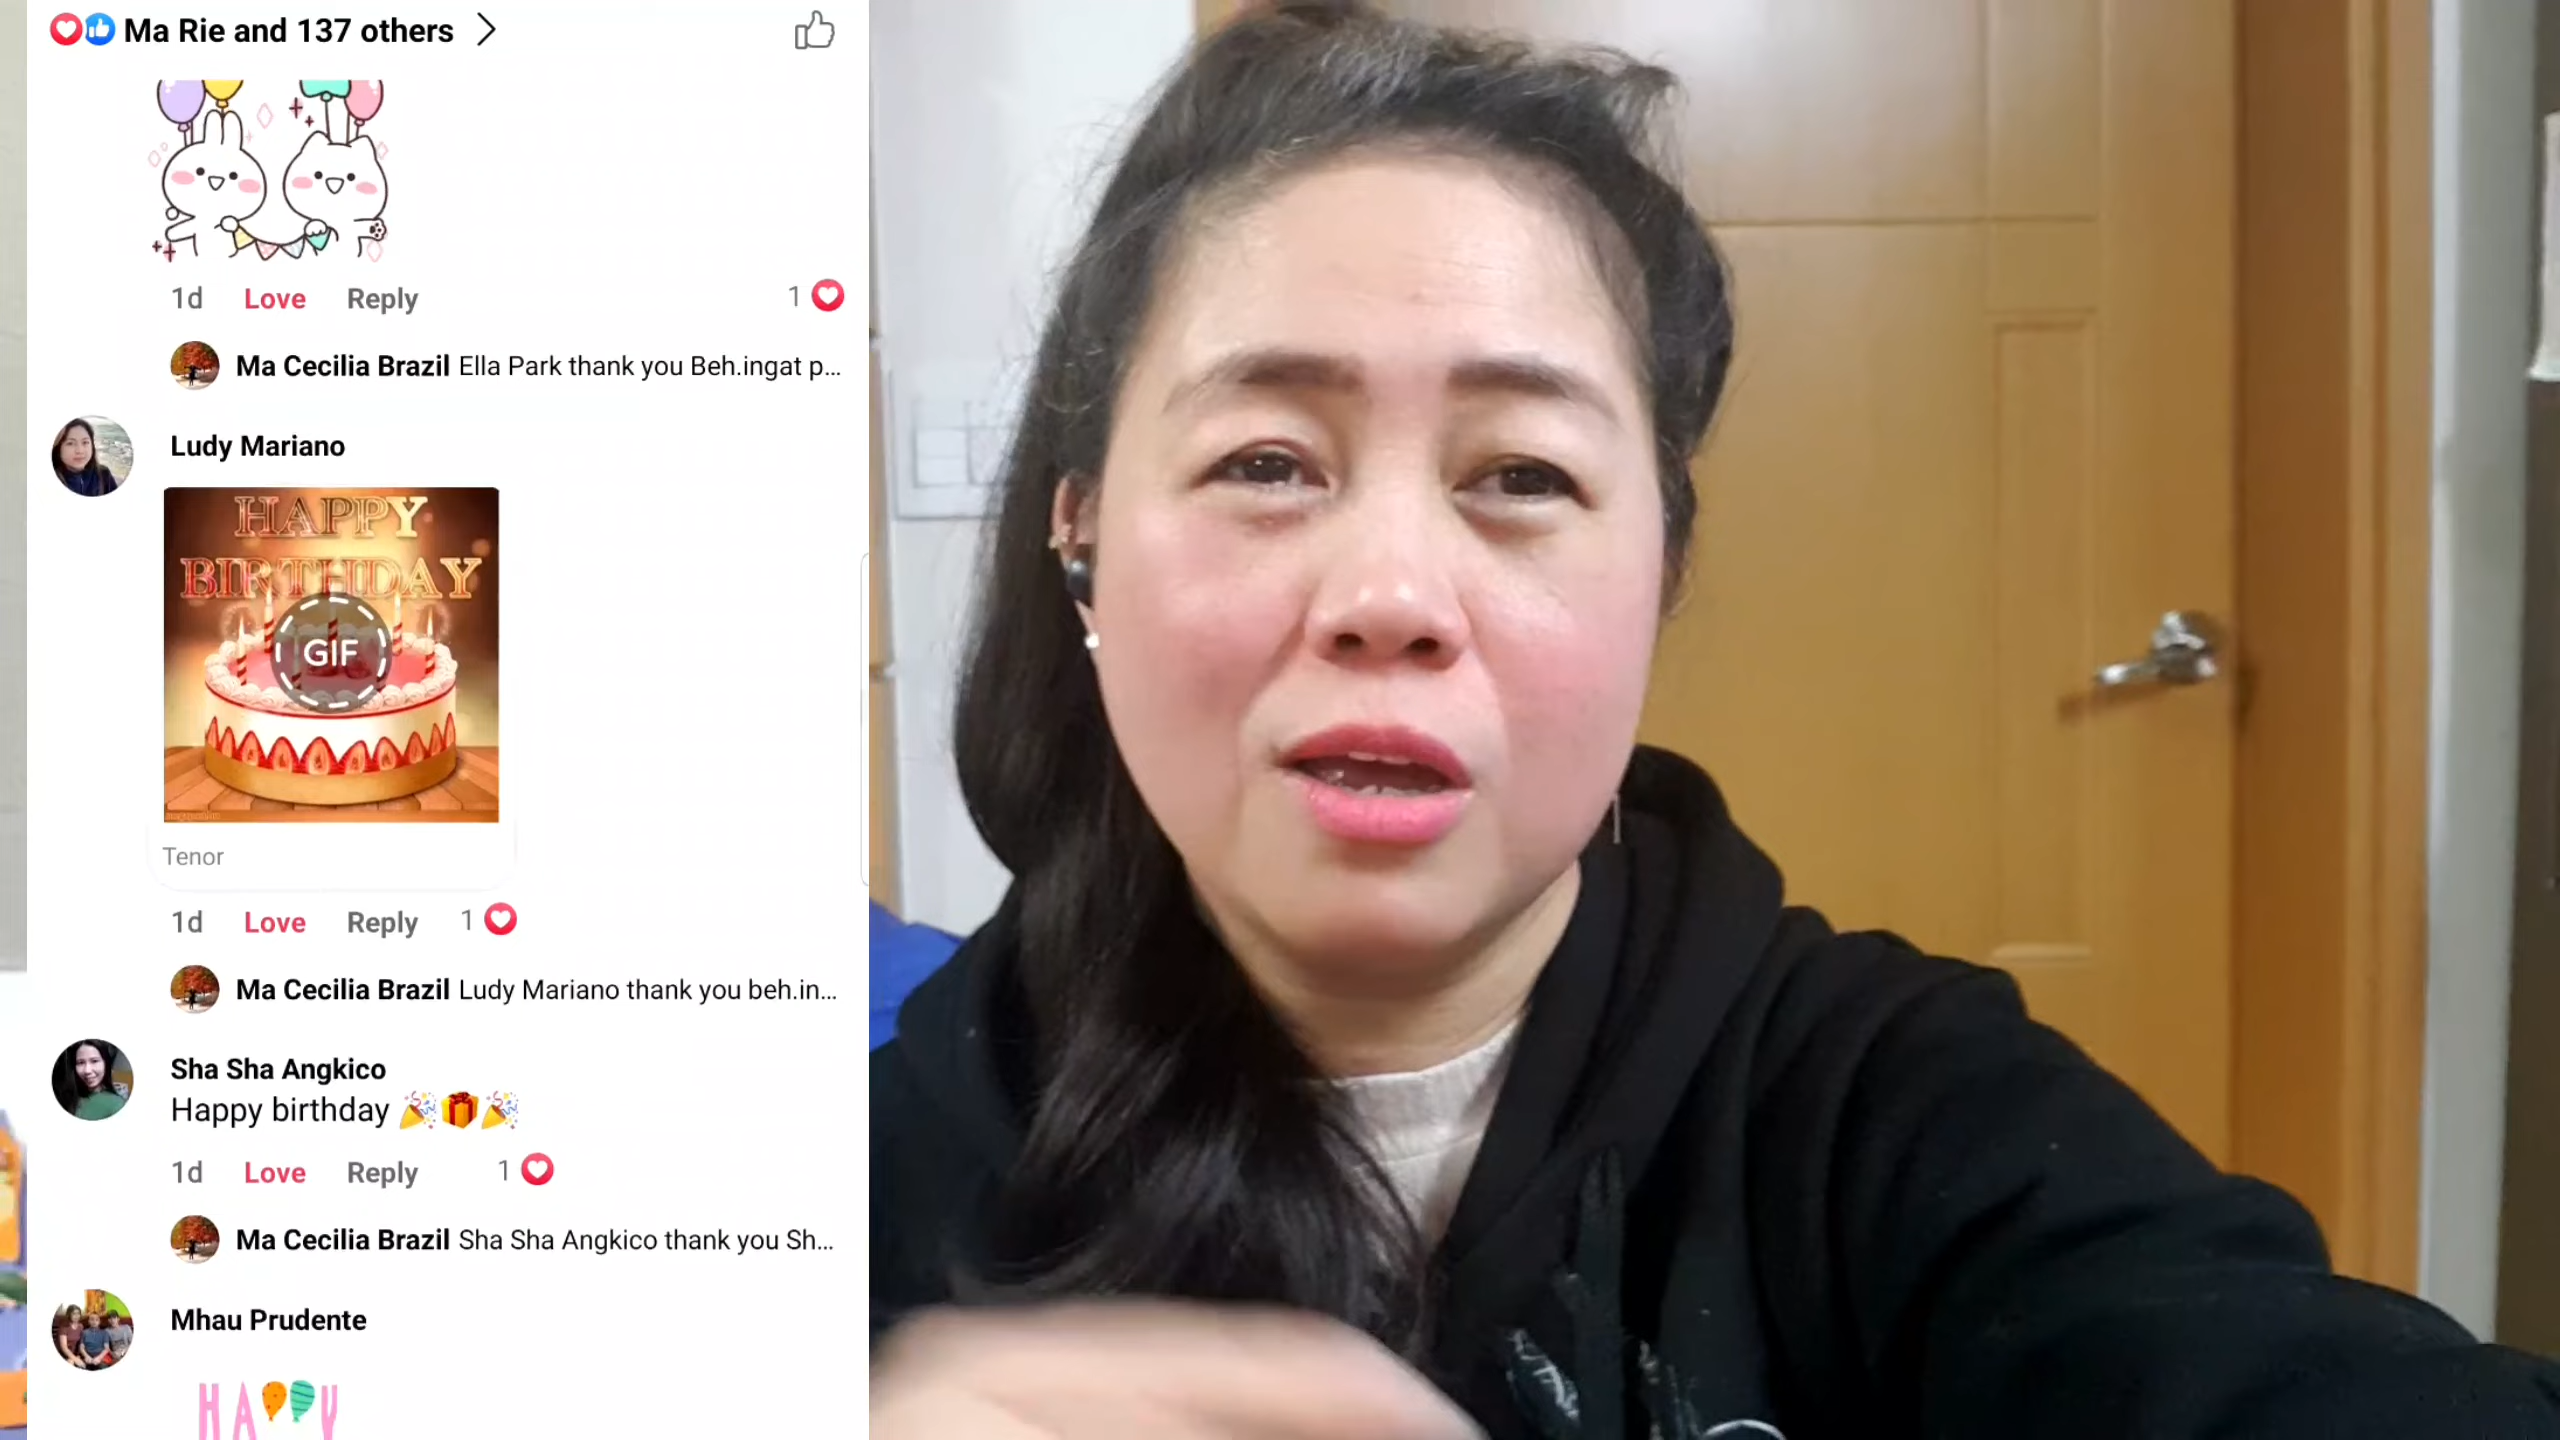 Ma Rie and 137 others
1d Love Reply 1
Ma Cecilia Brazil Ella Park thank you Beh.ingat p...
Ludy Mariano
HAPPY
BIRTHDAY
GIF
Tenor
1d Love Reply 1
Ma Cecilia Brazil Ludy Mariano thank you beh.in...
Sha Sha Angkico
Happy birthday 🎉🎁🎉
1d Love Reply 1
Ma Cecilia Brazil Sha Sha Angkico thank you Sh...
Mhau Prudente
HAPPY